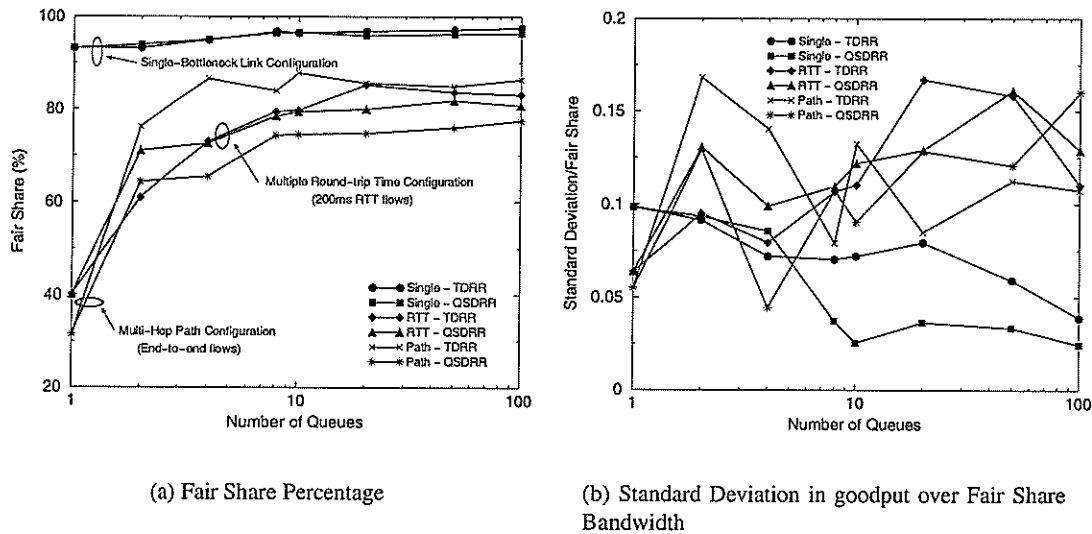 100
80
60
40
20
Fair Share (%)
Single-Bottleneck Link Configuration
Multiple Round-trip Time Configuration
(200ms RTT flows)
Multi-Hop Path Configuration
(End-to-end flows)
Single - TDRR
Single - QSDRR
RTT - TDRR
RTT - QSDRR
Path - TDRR
Path - QSDRR
1 10 100
Number of Queues
(a) Fair Share Percentage
0.2
0.15
0.1
0.05
0
Standard Deviation/Fair Share
Single - TDRR
Single - QSDRR
RTT - TDRR
RTT - QSDRR
Path - TDRR
Path - QSDRR
1 10 100
Number of Queues
(b) Standard Deviation in goodput over Fair Share
Bandwidth